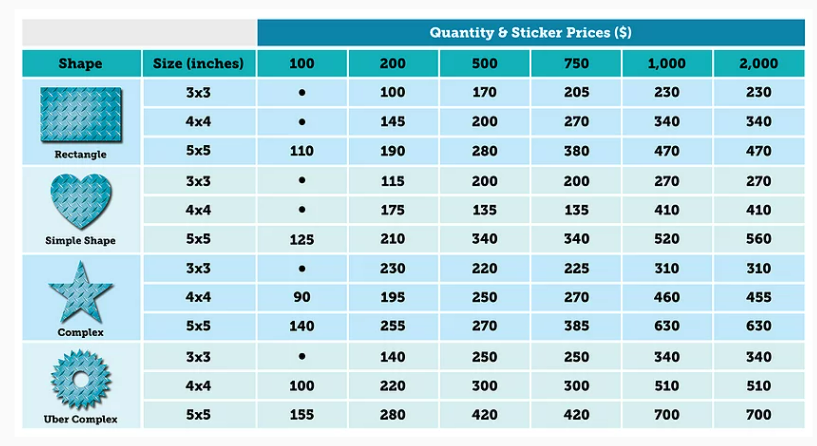 Quantity & Sticker Prices ($)
Shape Size (inches) 100 200 500 750 1,000 2,000
3x3 • 100 170 205 230 230
4x4 • 145 200 270 340 340
Rectangle 5x5 110 190 280 380 470 470
3x3 • 115 200 200 270 270
4x4 • 175 135 135 410 410
Simple Shape 5x5 125 210 340 340 520 560
3x3 • 230 220 225 310 310
4x4 90 195 250 270 460 455
Complex 5x5 140 255 270 385 630 630
3x3 • 140 250 250 340 340
4x4 100 220 300 300 510 510
Uber Complex 5x5 155 280 420 420 700 700